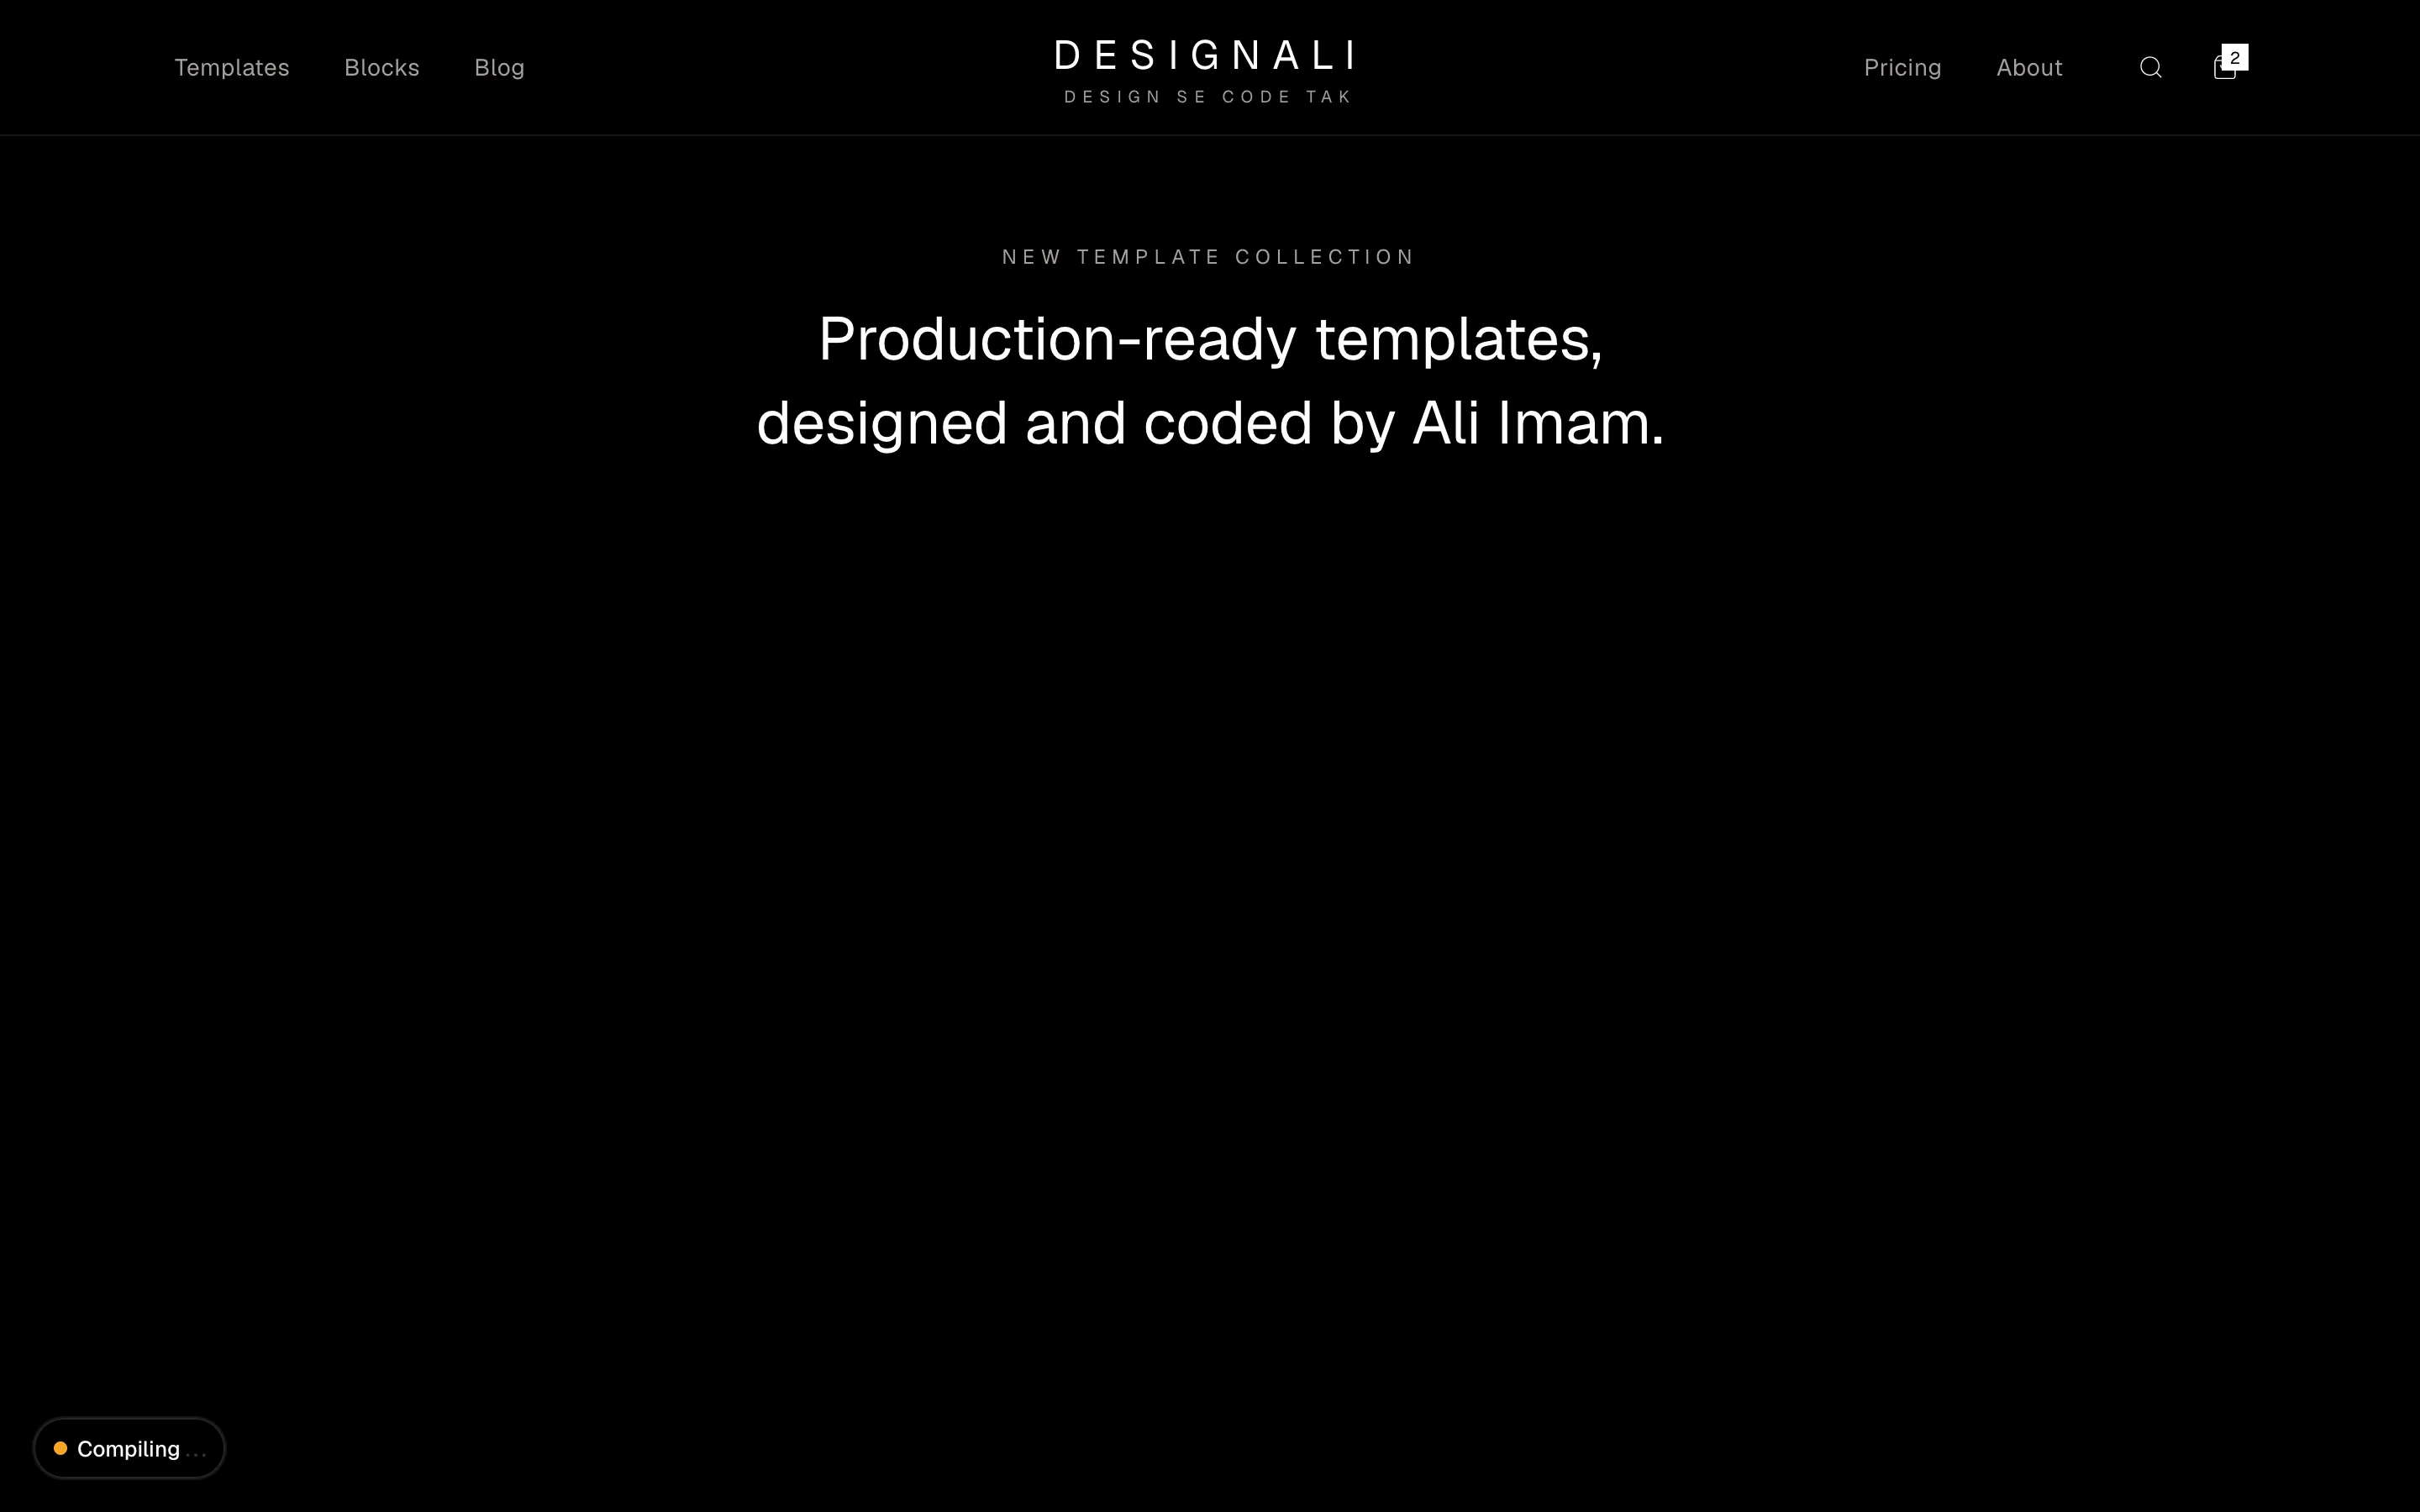 Templates Blocks Blog
DESIGNALI
DESIGN SE CODE TAK
Pricing About
2
NEW TEMPLATE COLLECTION
Production-ready templates,
designed and coded by Ali Imam.
Compiling ...